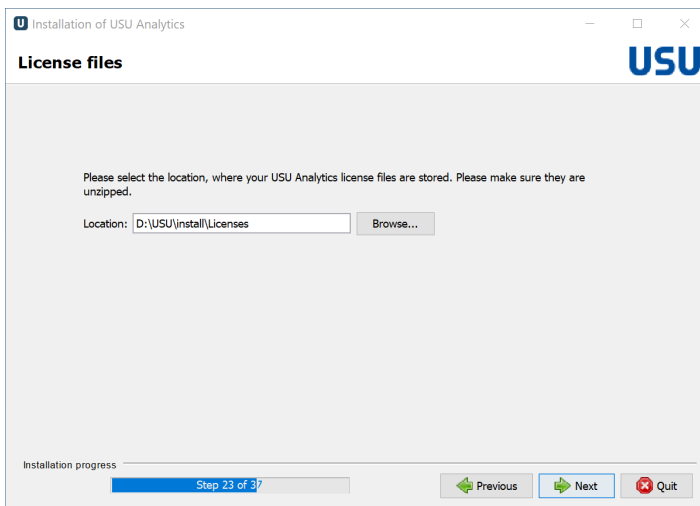 U Installation of USU Analytics
License files
USU
Please select the location, where your USU Analytics license files are stored. Please make sure they are
unzipped.
Location: D:\USU\install\Licenses Browse...
Installation progress
Step 23 of 37
Previous Next Quit